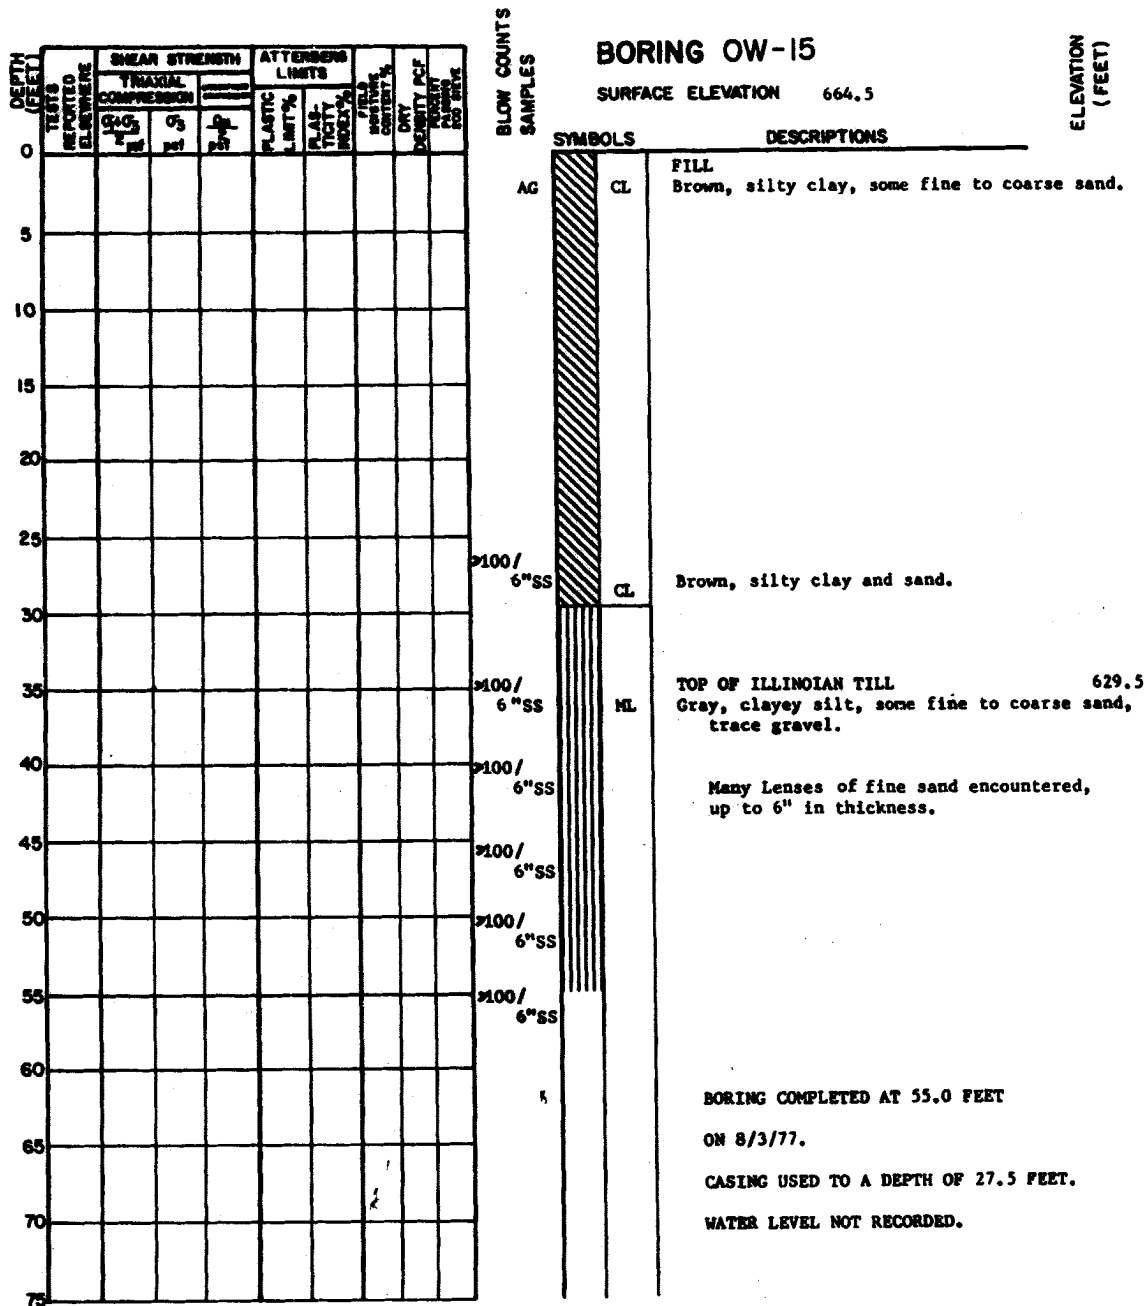 BORING OW-15
SURFACE ELEVATION 664.5
DEPTH (FEET)
TESTS REPORTED ELSEWHERE
SHEAR STRENGTH
TRIAXIAL COMPRESSION
psf
ATTERBERG LIMITS
PLASTIC LIMIT %
PLASTICITY INDEX %
FIELD MOISTURE CONTENT %
DRY DENSITY PCF
PERCENT PASSING SIEVE
BLOW COUNTS
SAMPLES
SYMBOLS
DESCRIPTIONS
ELEVATION (FEET)
0
FILL
AG CL Brown, silty clay, some fine to coarse sand.
5
10
15
20
25
>100/
6"SS CL Brown, silty clay and sand.
30
35 >100/ TOP OF ILLINOIAN TILL 629.5
6"SS ML Gray, clayey silt, some fine to coarse sand,
trace gravel.
40 >100/
6"SS Many Lenses of fine sand encountered,
up to 6" in thickness.
45 >100/
6"SS
50 >100/
6"SS
55 >100/
6"SS
60
BORING COMPLETED AT 55.0 FEET
ON 8/3/77.
65
CASING USED TO A DEPTH OF 27.5 FEET.
70 WATER LEVEL NOT RECORDED.
75